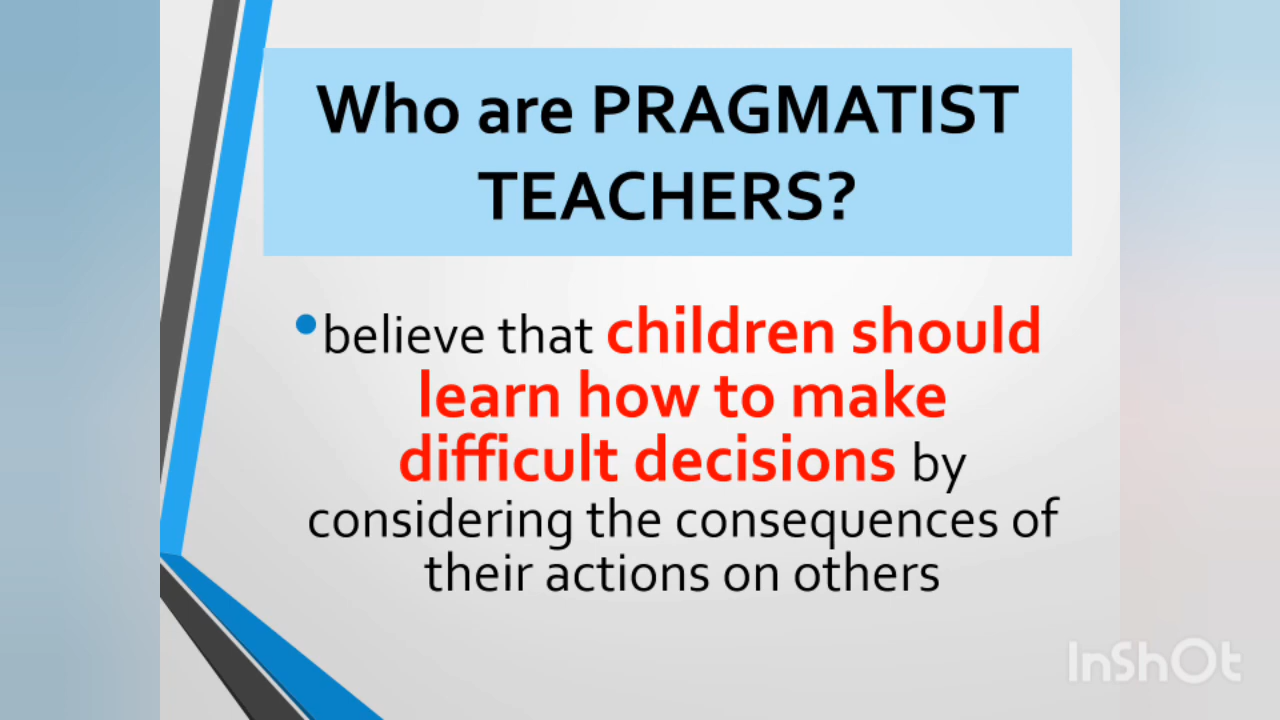 Who are PRAGMATIST
TEACHERS?
•believe that children should
learn how to make
difficult decisions by
considering the consequences of
their actions on others
InShOt